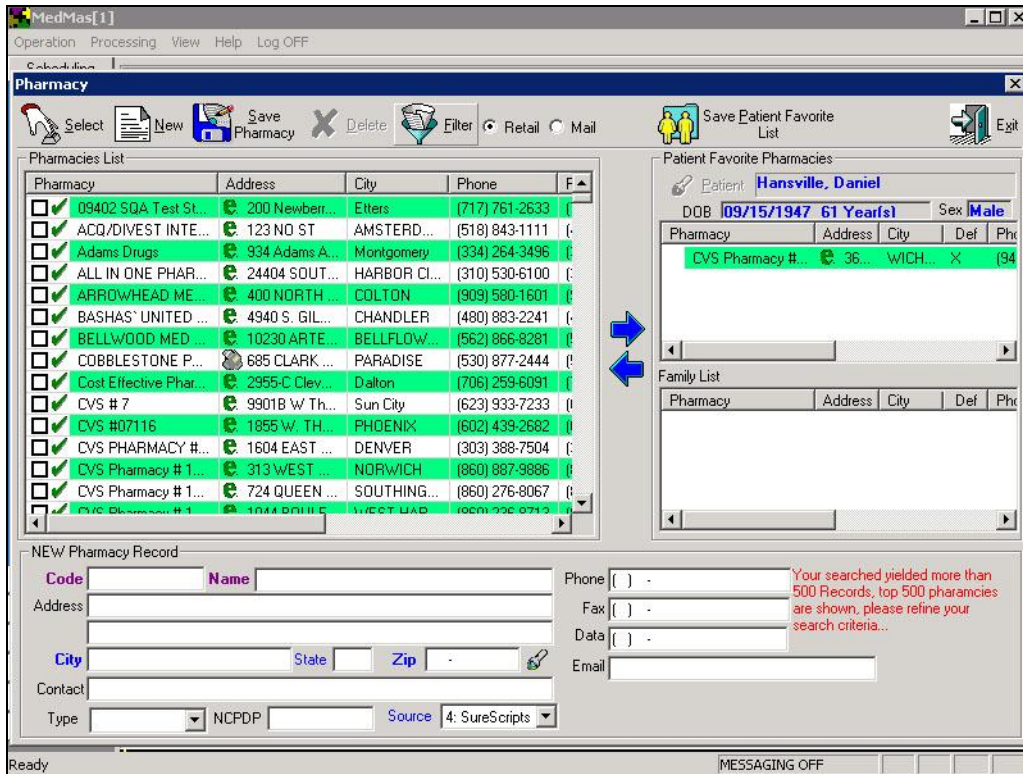 MedMas[1]
Operation Processing View Help Log OFF
Scheduling
Pharmacy
Select New Save Pharmacy Delete Filter Retail Mail Save Patient Favorite List Exit
Pharmacies List
Pharmacy Address City Phone F
09402 SQA Test St... 200 Newberr... Etters (717) 761-2633
ACQ/DIVEST INTE... 123 NO ST AMSTERD... (518) 843-1111
Adams Drugs 934 Adams A... Montgomery (334) 264-3496
ALL IN ONE PHAR... 24404 SOUT... HARBOR CI... (310) 530-6100
ARROWHEAD ME... 400 NORTH ... COLTON (909) 580-1601
BASHAS` UNITED ... 4940 S. GIL... CHANDLER (480) 883-2241
BELLWOOD MED ... 10230 ARTE... BELLFLOW... (562) 866-8281
COBBLESTONE P... 685 CLARK ... PARADISE (530) 877-2444
Cost Effective Phar... 2955-C Clev... Dalton (706) 259-6091
CVS # 7 9901B W Th... Sun City (623) 933-7233
CVS #07116 1855 W. TH... PHOENIX (602) 439-2682
CVS PHARMACY #... 1604 EAST ... DENVER (303) 388-7504
CVS Pharmacy # 1... 313 WEST ... NORWICH (860) 887-9886
CVS Pharmacy # 1... 724 QUEEN ... SOUTHING... (860) 276-8067
CVS Pharmacy # 1
Patient Favorite Pharmacies
Patient Hansville, Daniel
DOB 09/15/1947 61 Year(s) Sex Male
Pharmacy Address City Def Pho
CVS Pharmacy #... 36... WICH... X (94
Family List
Pharmacy Address City Def Pho
NEW Pharmacy Record
Code Name
Address
City State Zip -
Contact
Type NCPDP Source 4: SureScripts
Phone ( ) -
Fax ( ) -
Data ( ) -
Email
Your searched yielded more than
500 Records, top 500 pharamcies
are shown, please refine your
search criteria...
Ready MESSAGING OFF